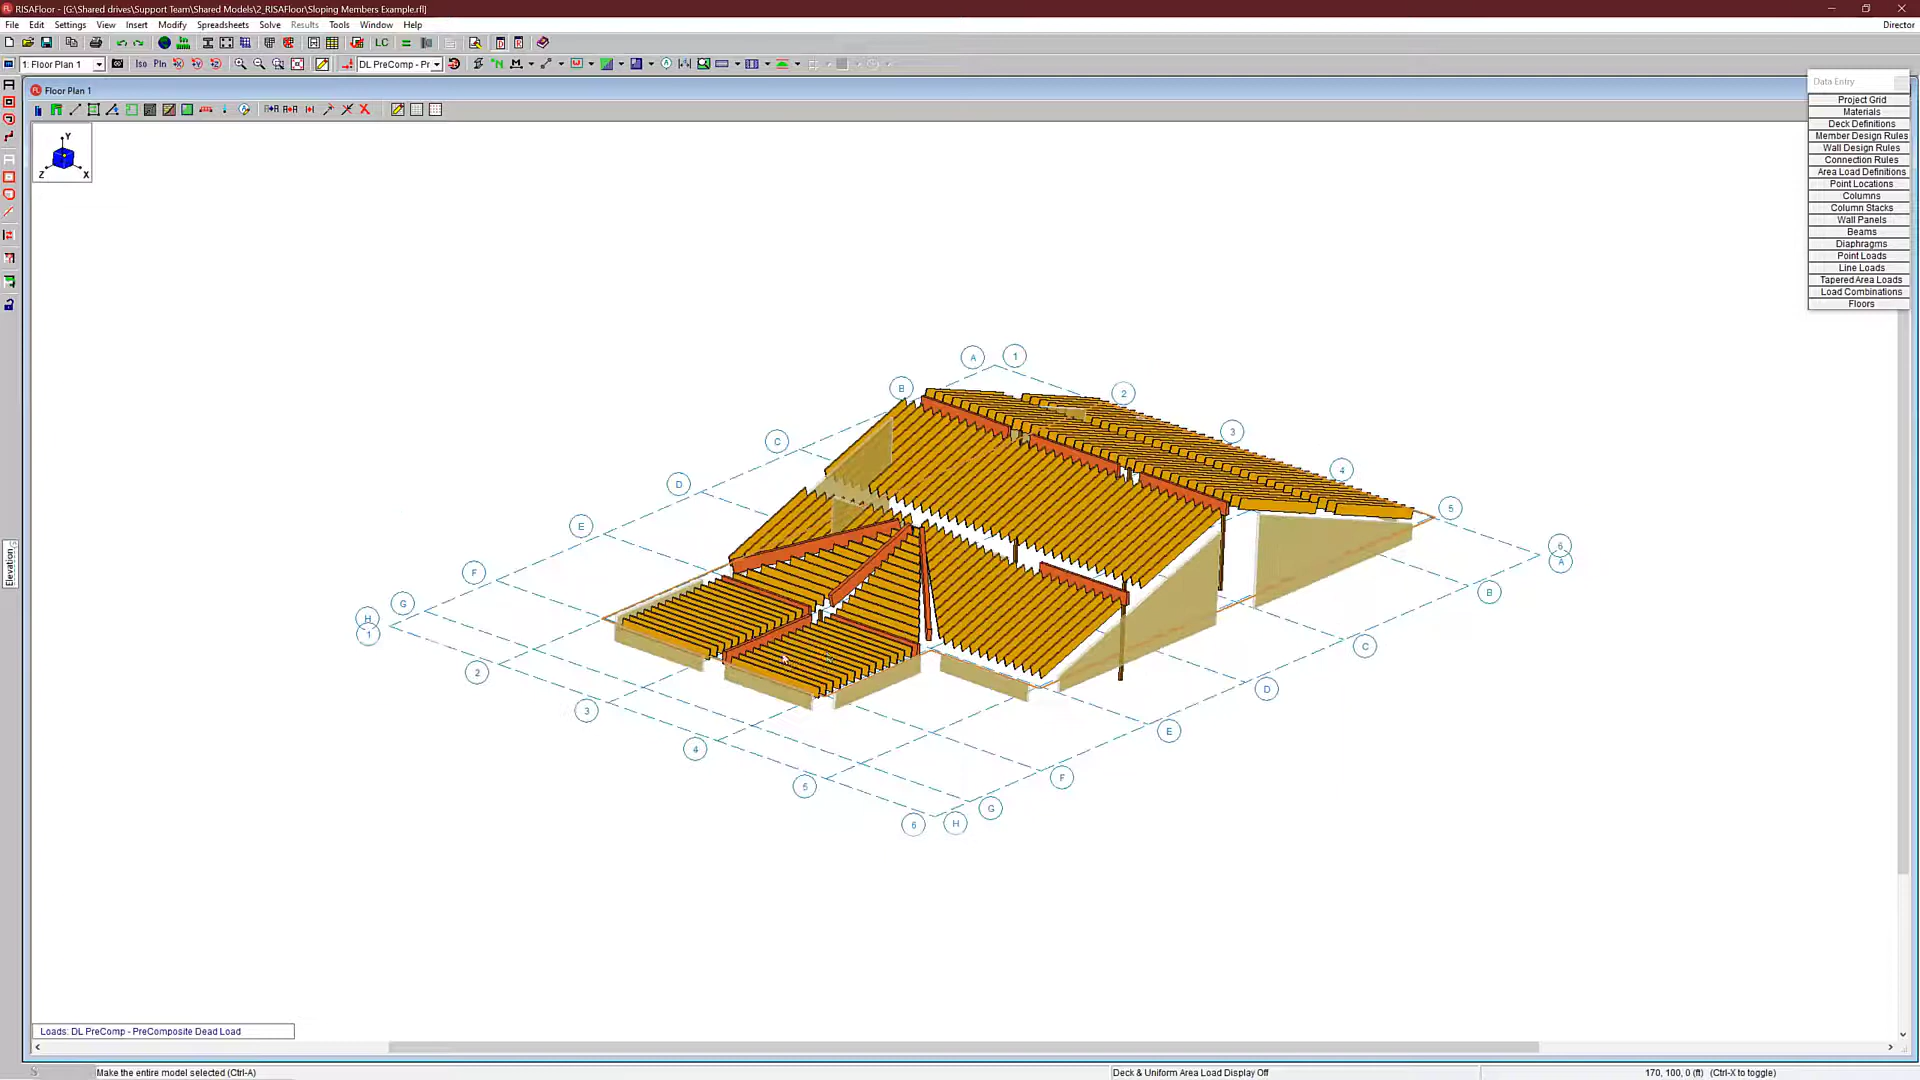 RISAFloor - [G:\Shared drives\Support Team\Shared Models\2_RISAFloor\Sloping Members Example.rfl]
File Edit Settings View Insert Modify Spreadsheets Solve Results Tools Window Help Director
LC
1: Floor Plan 1 Iso Pln DL PreComp - Pr
Floor Plan 1
Data Entry
Project Grid
Materials
Deck Definitions
Member Design Rules
Wall Design Rules
Connection Rules
Area Load Definitions
Point Locations
Columns
Column Stacks
Wall Panels
Beams
Diaphragms
Point Loads
Line Loads
Tapered Area Loads
Load Combinations
Floors
Y
Z X
Elevation
A 1
B 2
C 3
D 4
E 5
F 6
G A
H B
1 C
2 D
3 E
4 F
5 G
6 H
Loads: DL PreComp - PreComposite Dead Load
S Make the entire model selected (Ctrl-A) Deck & Uniform Area Load Display Off 170, 100, 0 (ft) (Ctrl-X to toggle)